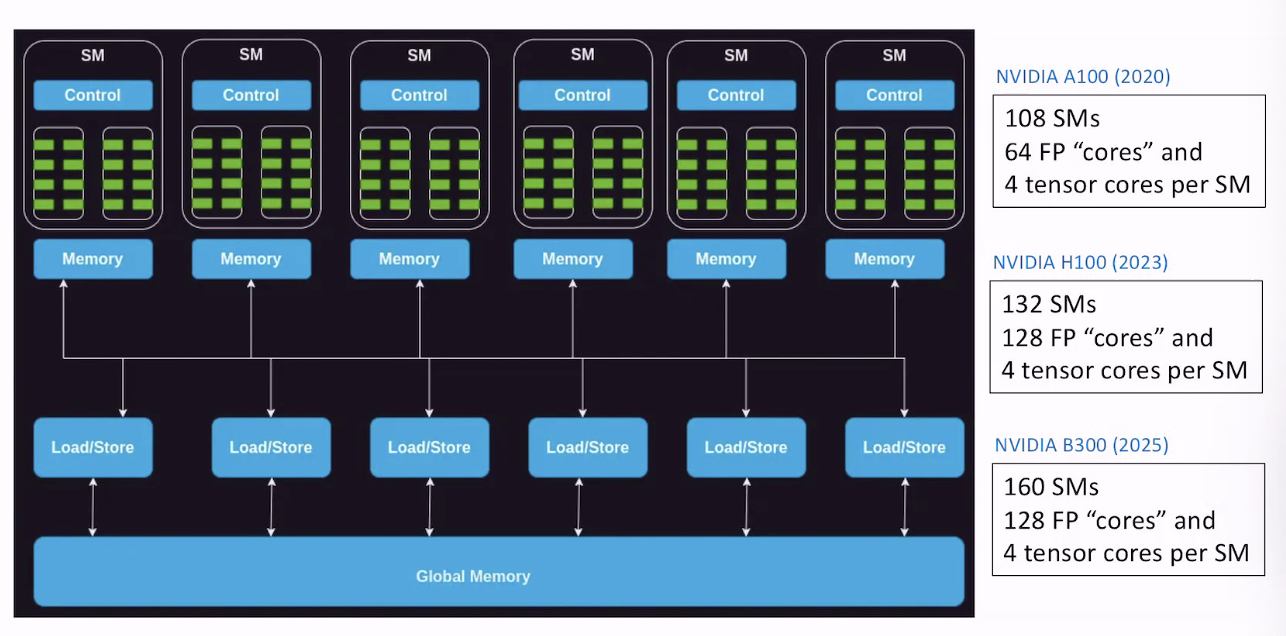 SM
SM
SM
SM
SM
SM
Control
Control
Control
Control
Control
Control
Memory
Memory
Memory
Memory
Memory
Memory
Load/Store
Load/Store
Load/Store
Load/Store
Load/Store
Load/Store
Global Memory
NVIDIA A100 (2020)
108 SMs
64 FP “cores” and
4 tensor cores per SM
NVIDIA H100 (2023)
132 SMs
128 FP “cores” and
4 tensor cores per SM
NVIDIA B300 (2025)
160 SMs
128 FP “cores” and
4 tensor cores per SM